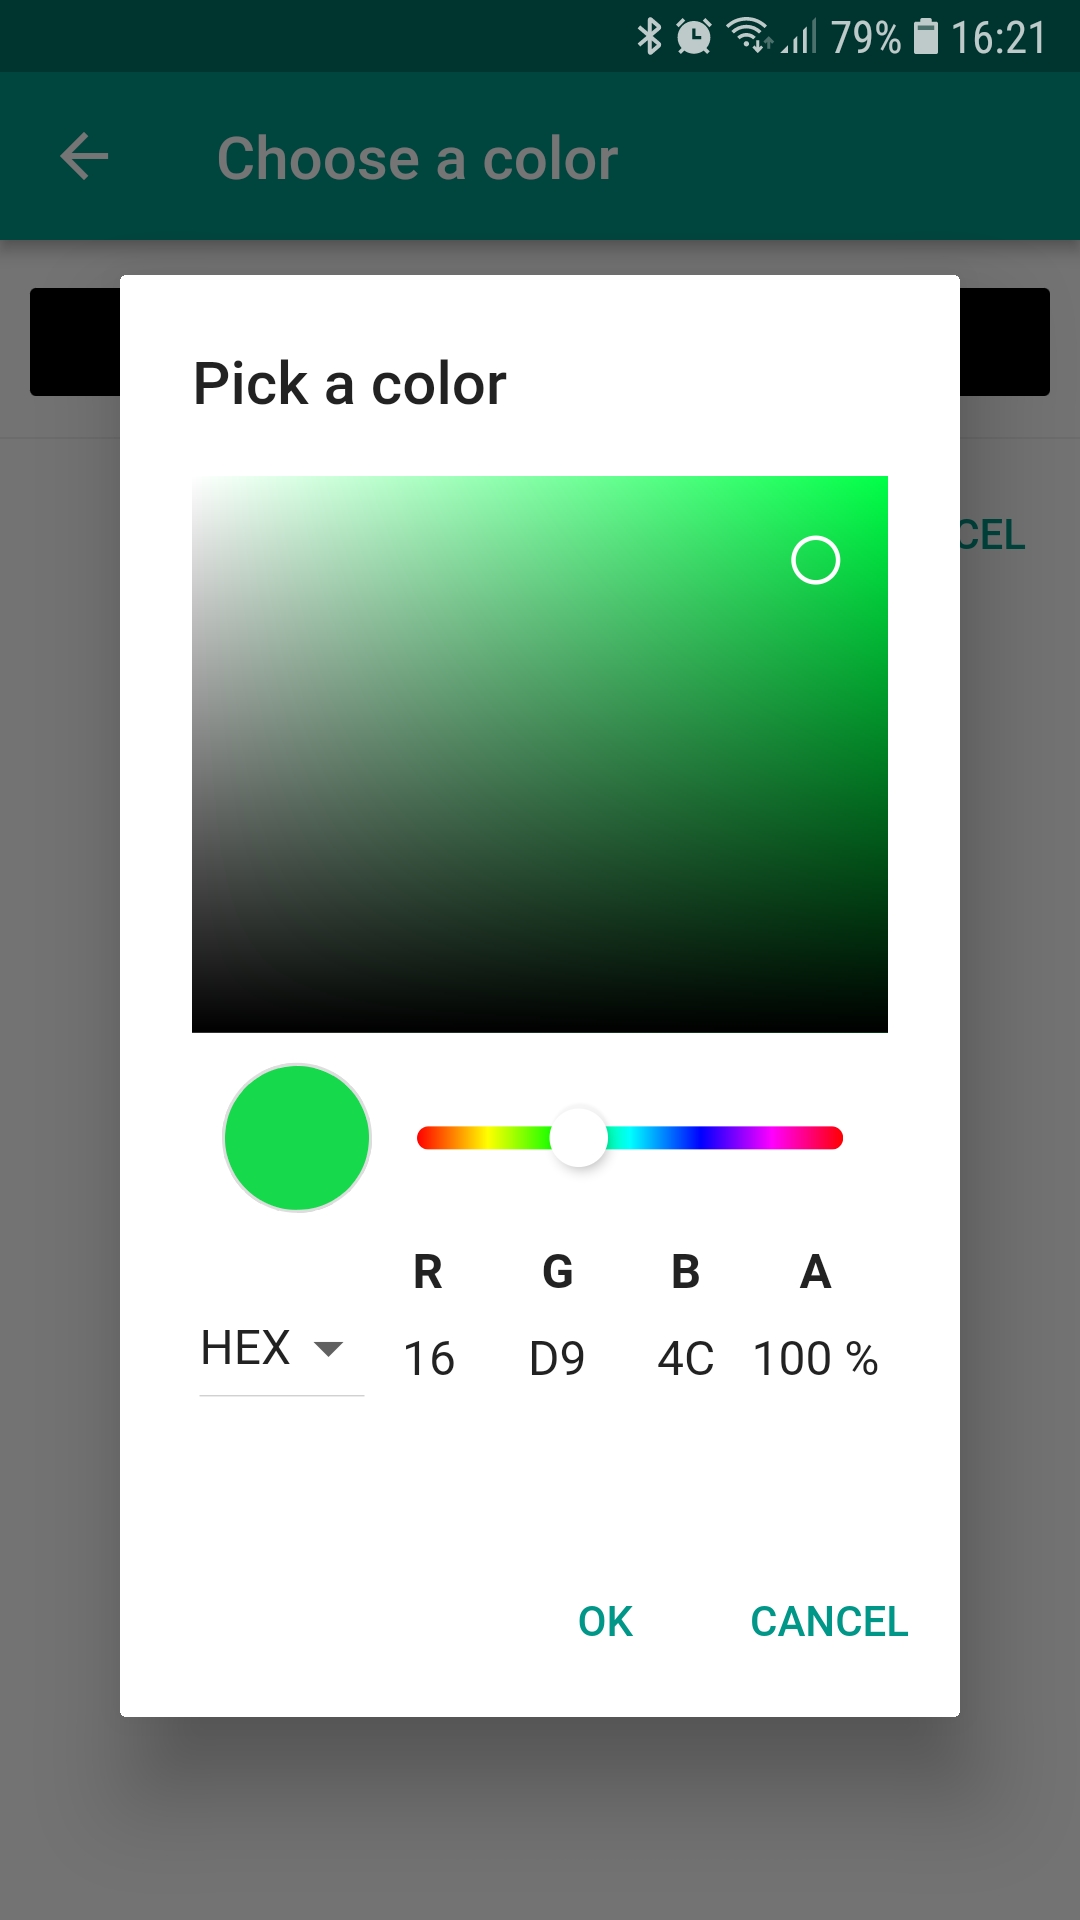 79% 16:21
Choose a color
Pick a color
CEL
R G B A
HEX 16 D9 4C 100 %
OK CANCEL